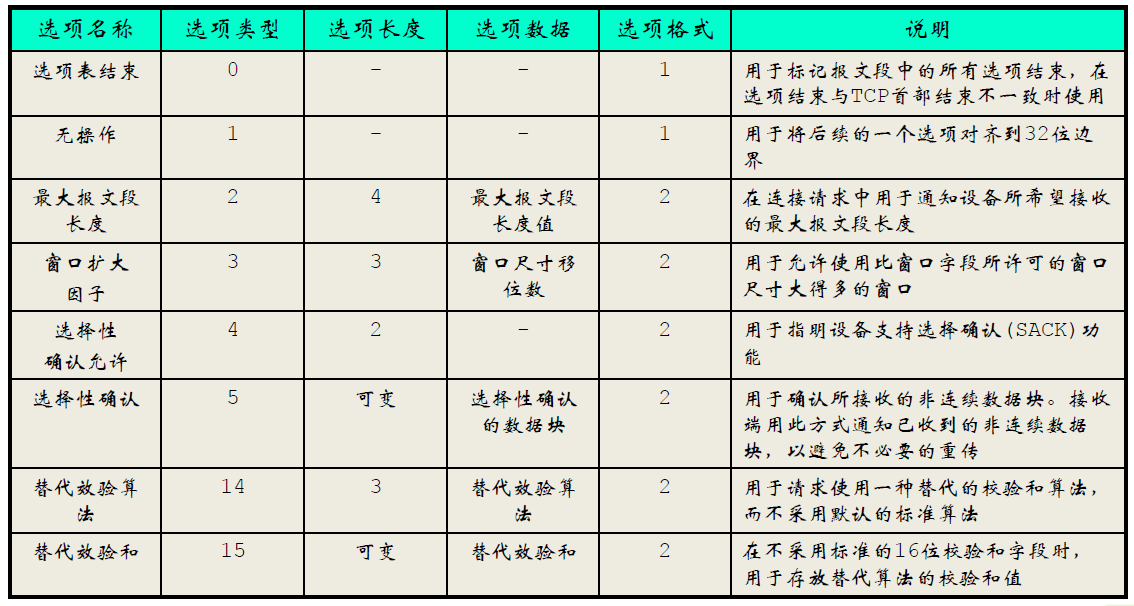 选项名称 选项类型 选项长度 选项数据 选项格式 说明
选项表结束 0 - - 1 用于标记报文段中的所有选项结束，在
选项结束与TCP首部结束不一致时使用
无操作 1 - - 1 用于将后续的一个选项对齐到32位边
界
最大报文段 2 4 最大报文段 2 在连接请求中用于通知设备所希望接收
长度 长度值 的最大报文段长度
窗口扩大 3 3 窗口尺寸移 2 用于允许使用比窗口字段所许可的窗口
因子 位数 尺寸大得多的窗口
选择性 4 2 - 2 用于指明设备支持选择确认(SACK)功
确认允许 能
选择性确认 5 可变 选择性确认 2 用于确认所接收的非连续数据块。接收
的数据块 端用此方式通知已收到的非连续数据
块，以避免不必要的重传
替代效验算 14 3 替代效验算 2 用于请求使用一种替代的校验和算法，
法 法 而不采用默认的标准算法
替代效验和 15 可变 替代效验和 2 在不采用标准的16位校验和字段时，
用于存放替代算法的校验和值